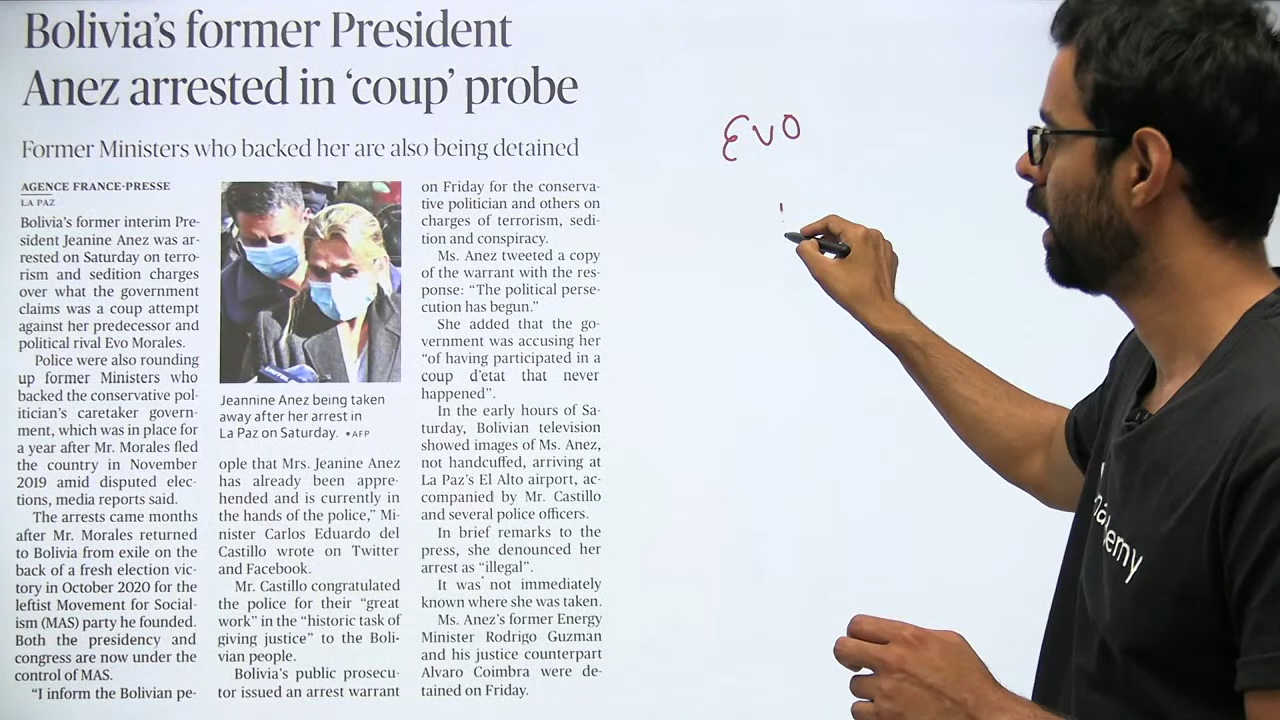 Bolivia's former President
Anez arrested in 'coup' probe
Former Ministers who backed her are also being detained
AGENCE FRANCE-PRESSE
LA PAZ
Bolivia's former interim Pre-
sident Jeanine Anez was ar-
rested on Saturday on terro-
rism and sedition charges
over what the government
claims was a coup attempt
against her predecessor and
political rival Evo Morales.
Police were also rounding
up former Ministers who
backed the conservative pol-
itician's caretaker govern-
ment, which was in place for
a year after Mr. Morales fled
the country in November
2019 amid disputed elec-
tions, media reports said.
The arrests came months
after Mr. Morales returned
to Bolivia from exile on the
back of a fresh election vic-
tory in October 2020 for the
leftist Movement for Social-
ism (MAS) party he founded.
Both the presidency and
congress are now under the
control of MAS.
"I inform the Bolivian pe-
Jeannine Anez being taken
away after her arrest in
La Paz on Saturday. •AFP
ople that Mrs. Jeanine Anez
has already been appre-
hended and is currently in
the hands of the police," Mi-
nister Carlos Eduardo del
Castillo wrote on Twitter
and Facebook.
Mr. Castillo congratulated
the police for their "great
work" in the "historic task of
giving justice" to the Boli-
vian people.
Bolivia's public prosecu-
tor issued an arrest warrant
on Friday for the conserva-
tive politician and others on
charges of terrorism, sedi-
tion and conspiracy.
Ms. Anez tweeted a copy
of the warrant with the res-
ponse: "The political perse-
cution has begun."
She added that the go-
vernment was accusing her
"of having participated in a
coup d'etat that never
happened".
In the early hours of Sa-
turday, Bolivian television
showed images of Ms. Anez,
not handcuffed, arriving at
La Paz's El Alto airport, ac-
companied by Mr. Castillo
and several police officers.
In brief remarks to the
press, she denounced her
arrest as "illegal".
It was not immediately
known where she was taken.
Ms. Anez's former Energy
Minister Rodrigo Guzman
and his justice counterpart
Alvaro Coimbra were de-
tained on Friday.
EVO